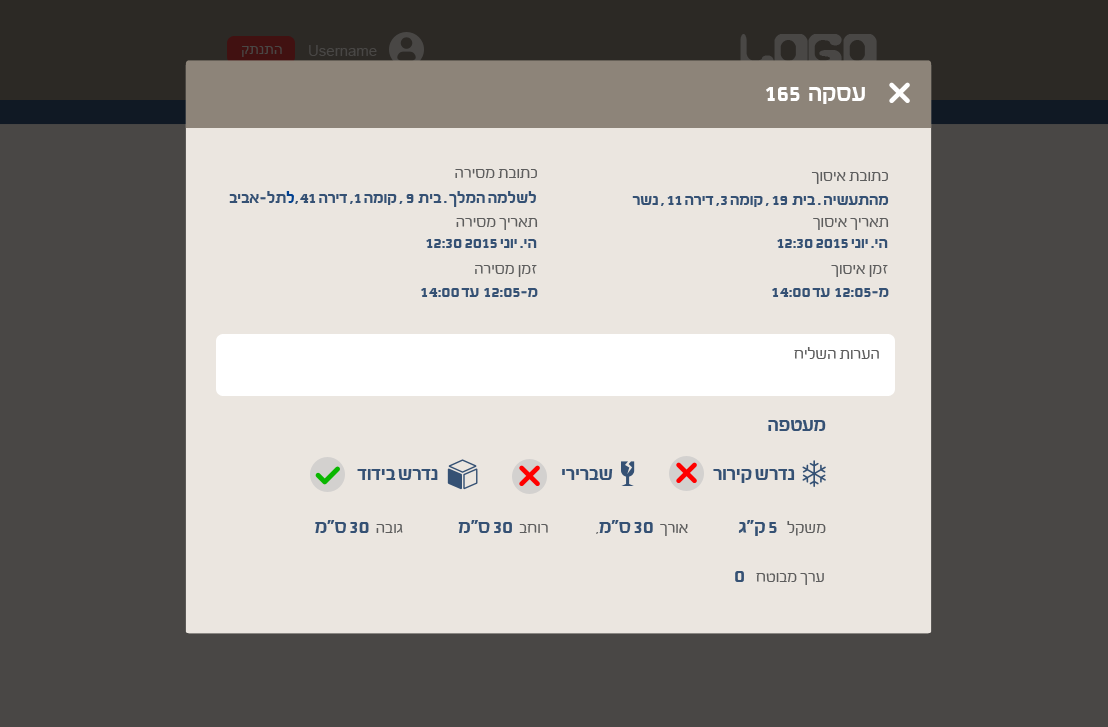 LOGO
Username
התנתק
עסקה 165
כתובת איסוף
מהתעשיה. בית 19, קומה 3, דירה 11, נשר
תאריך איסוף
הי. יוני 2015 12:30
זמן איסוף
מ-12:05 עד 14:00
כתובת מסירה
לשלמה המלך. בית 9, קומה 1, דירה 41, לתל-אביב
תאריך מסירה
הי. יוני 2015 12:30
זמן מסירה
מ-12:05 עד 14:00
הערות השליח
מעטפה
נדרש קירור שברירי נדרש בידוד
משקל 5 ק"ג אורך 30 ס"מ. רוחב 30 ס"מ גובה 30 ס"מ
ערך מבוטח 0